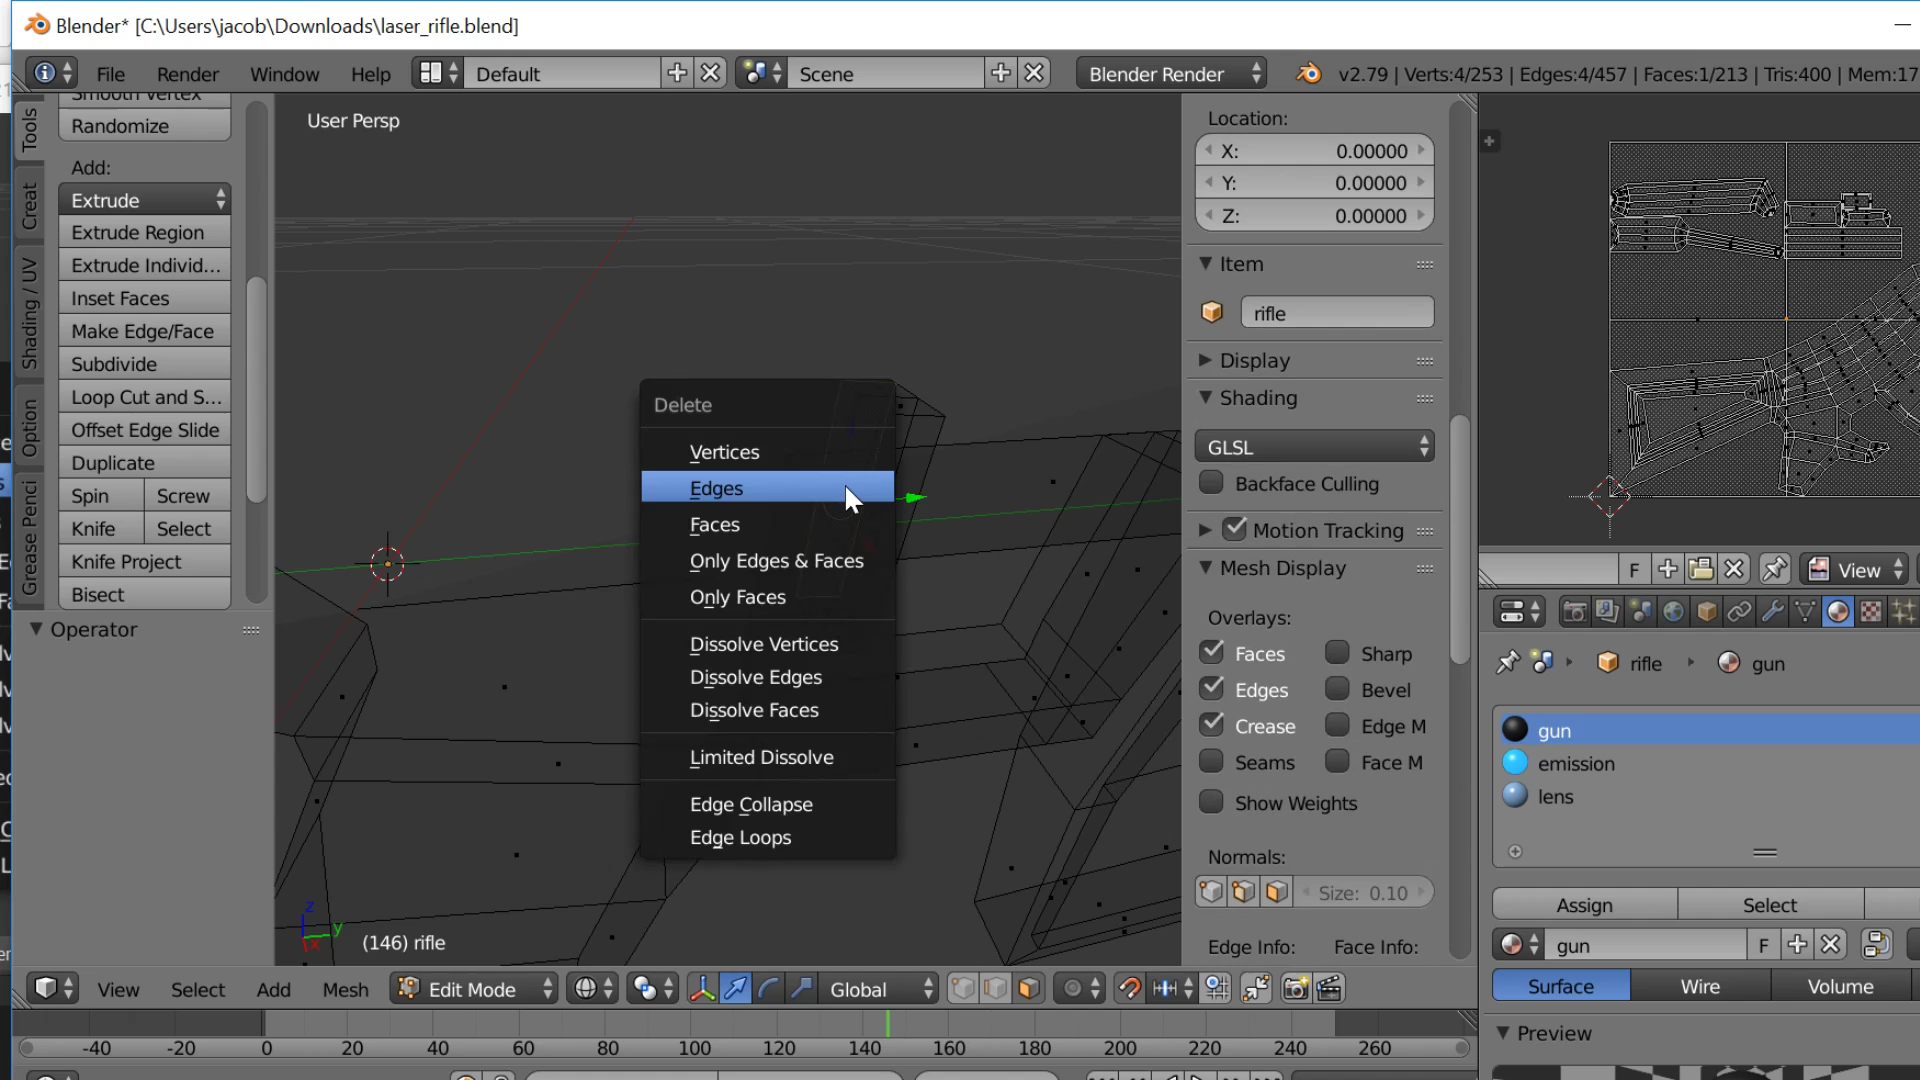 Blender* [C:\Users\jacob\Downloads\laser_rifle.blend]
File Render Window Help Default Scene Blender Render v2.79 | Verts:4/253 | Edges:4/457 | Faces:1/213 | Tris:400 | Mem:17
Tools
Creat
Shading / UV
Option
Grease Penci
Smooth Vertex
Randomize
Add:
Extrude
Extrude Region
Extrude Individ...
Inset Faces
Make Edge/Face
Subdivide
Loop Cut and S...
Offset Edge Slide
Duplicate
Spin Screw
Knife Select
Knife Project
Bisect
Operator
User Persp
Delete
Vertices
Edges
Faces
Only Edges & Faces
Only Faces
Dissolve Vertices
Dissolve Edges
Dissolve Faces
Limited Dissolve
Edge Collapse
Edge Loops
z
y
x
(146) rifle
Location:
X: 0.00000
Y: 0.00000
Z: 0.00000
Item
rifle
Display
Shading
GLSL
Backface Culling
Motion Tracking
Mesh Display
Overlays:
Faces Sharp
Edges Bevel
Crease Edge M
Seams Face M
Show Weights
Normals:
Size: 0.10
Edge Info: Face Info:
F View
rifle gun
gun
emission
lens
Assign Select
gun F
Surface Wire Volume
Preview
View Select Add Mesh Edit Mode Global
-40 -20 0 20 40 60 80 100 120 140 160 180 200 220 240 260